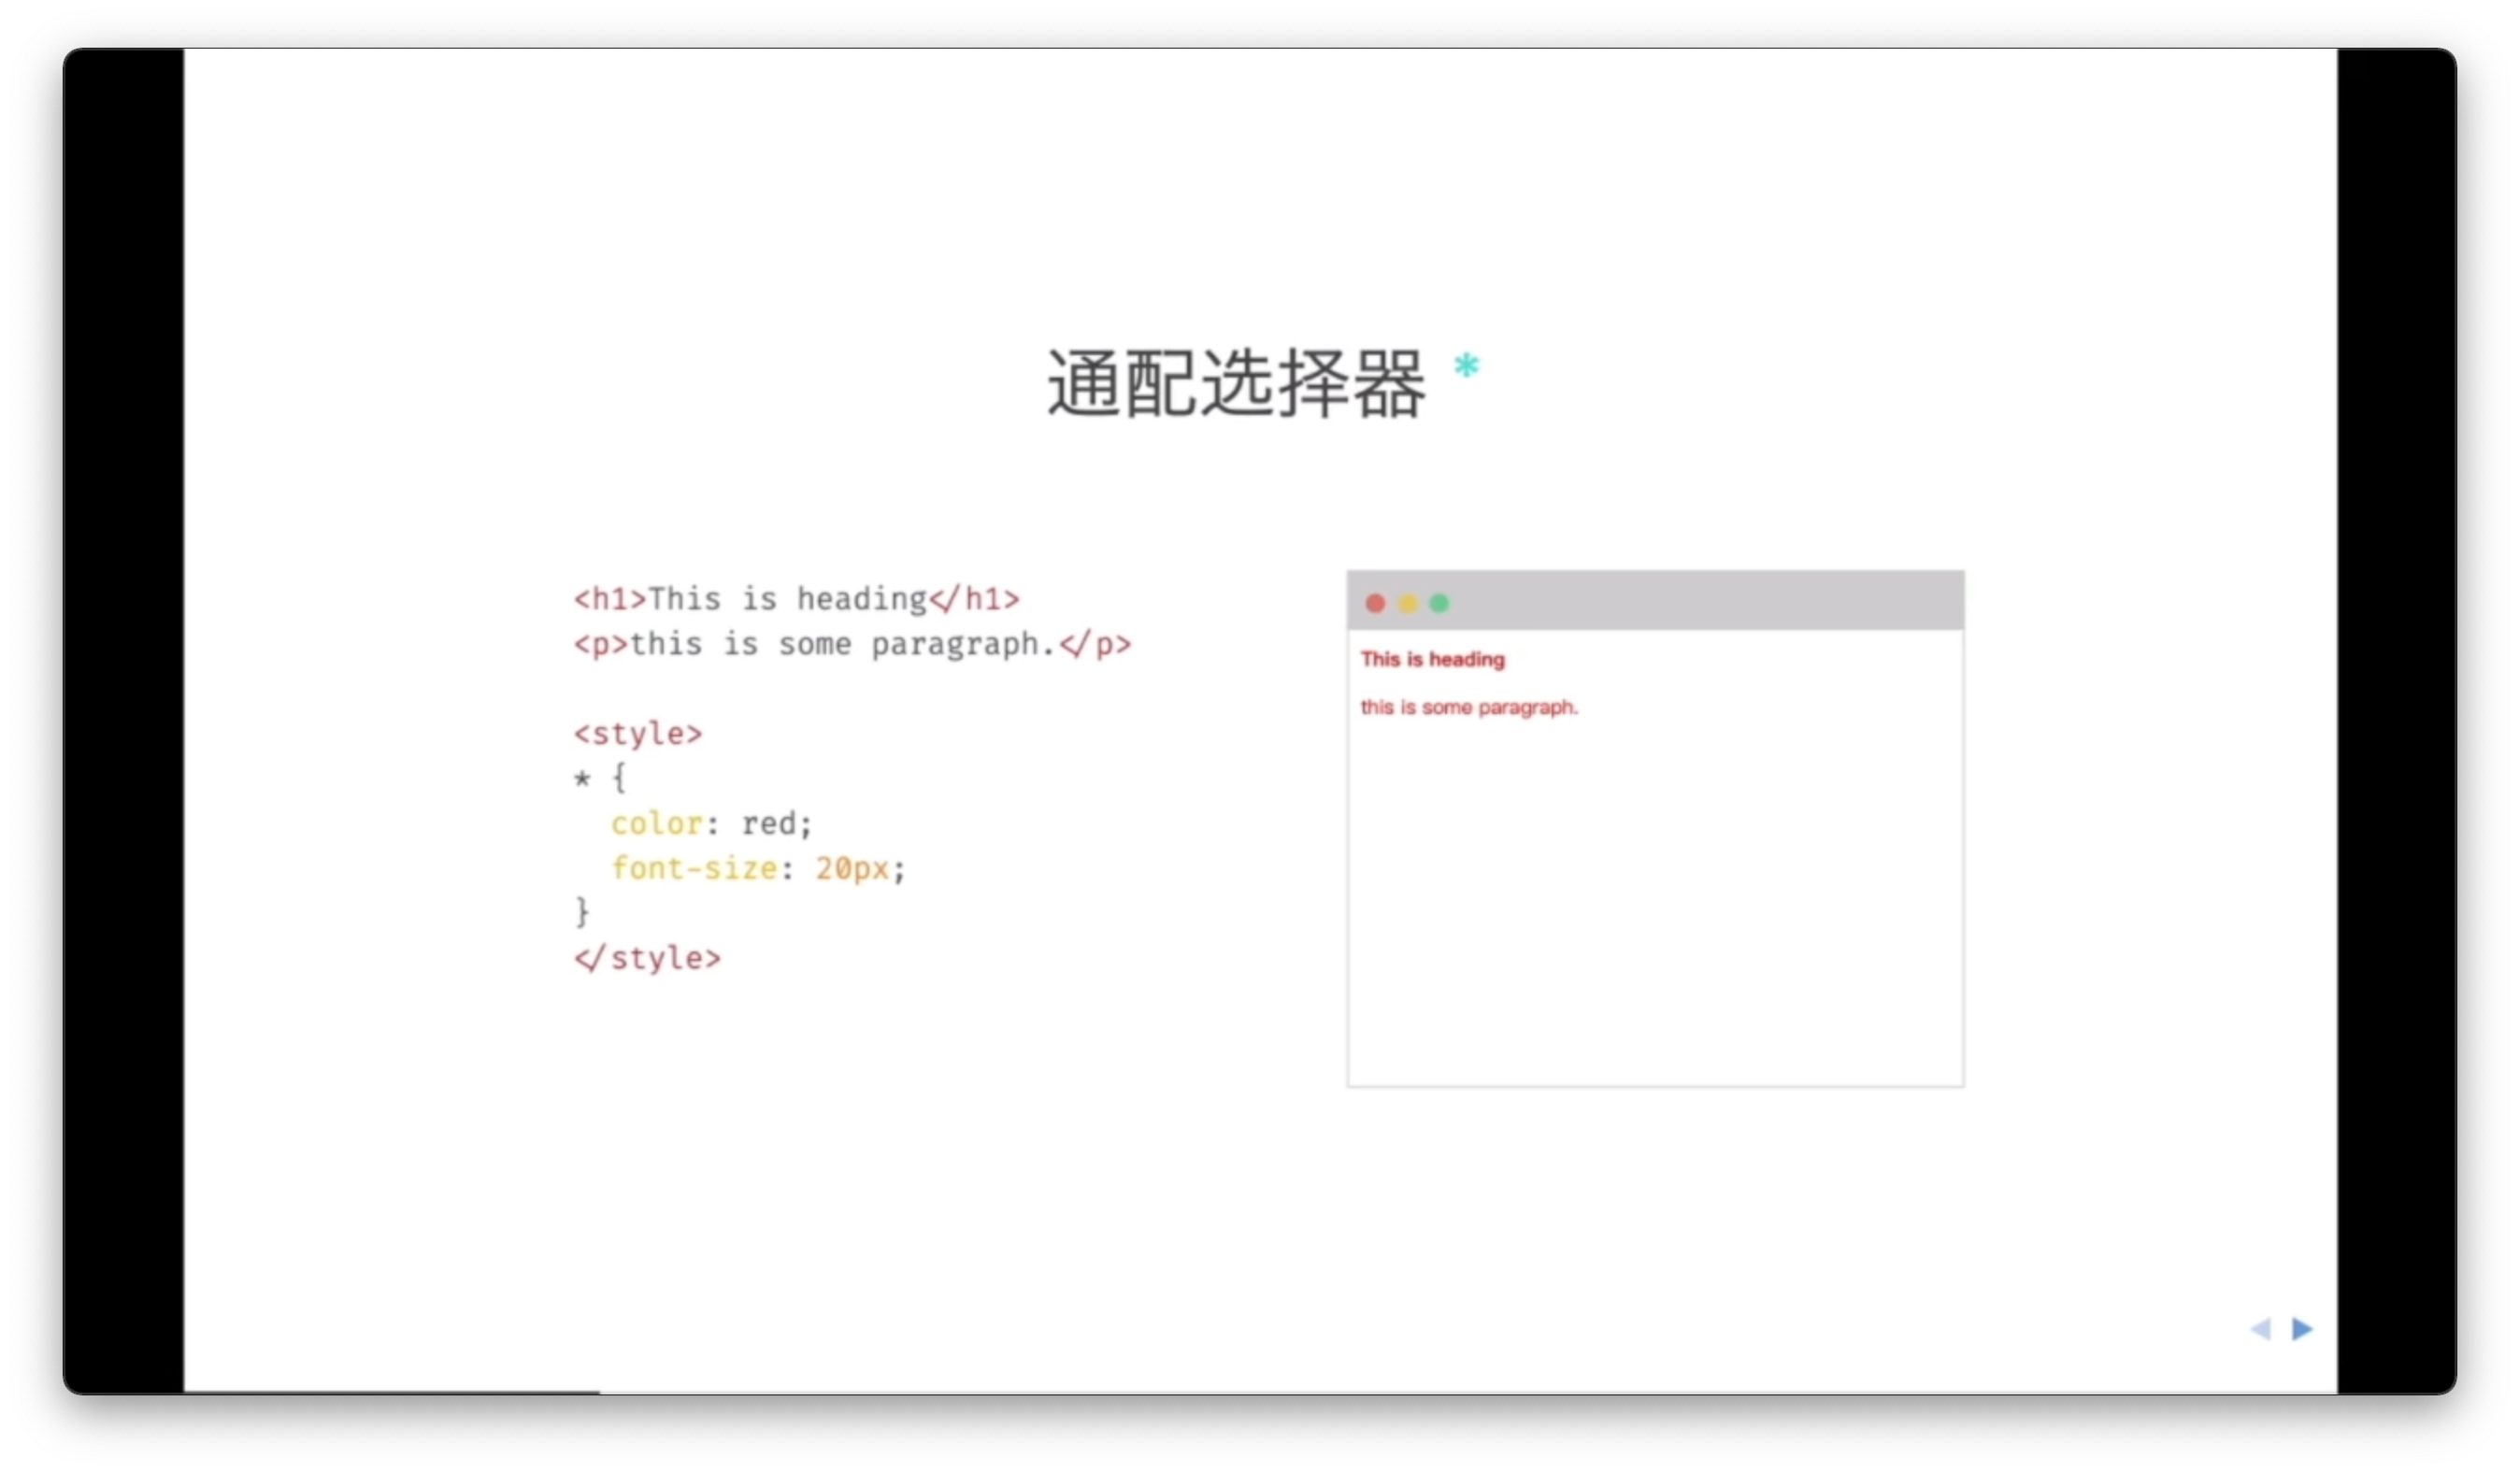 通配选择器 *
<h1>This is heading</h1>
<p>this is some paragraph.</p>
<style>
* {
  color: red;
  font-size: 20px;
}
</style>
This is heading
this is some paragraph.